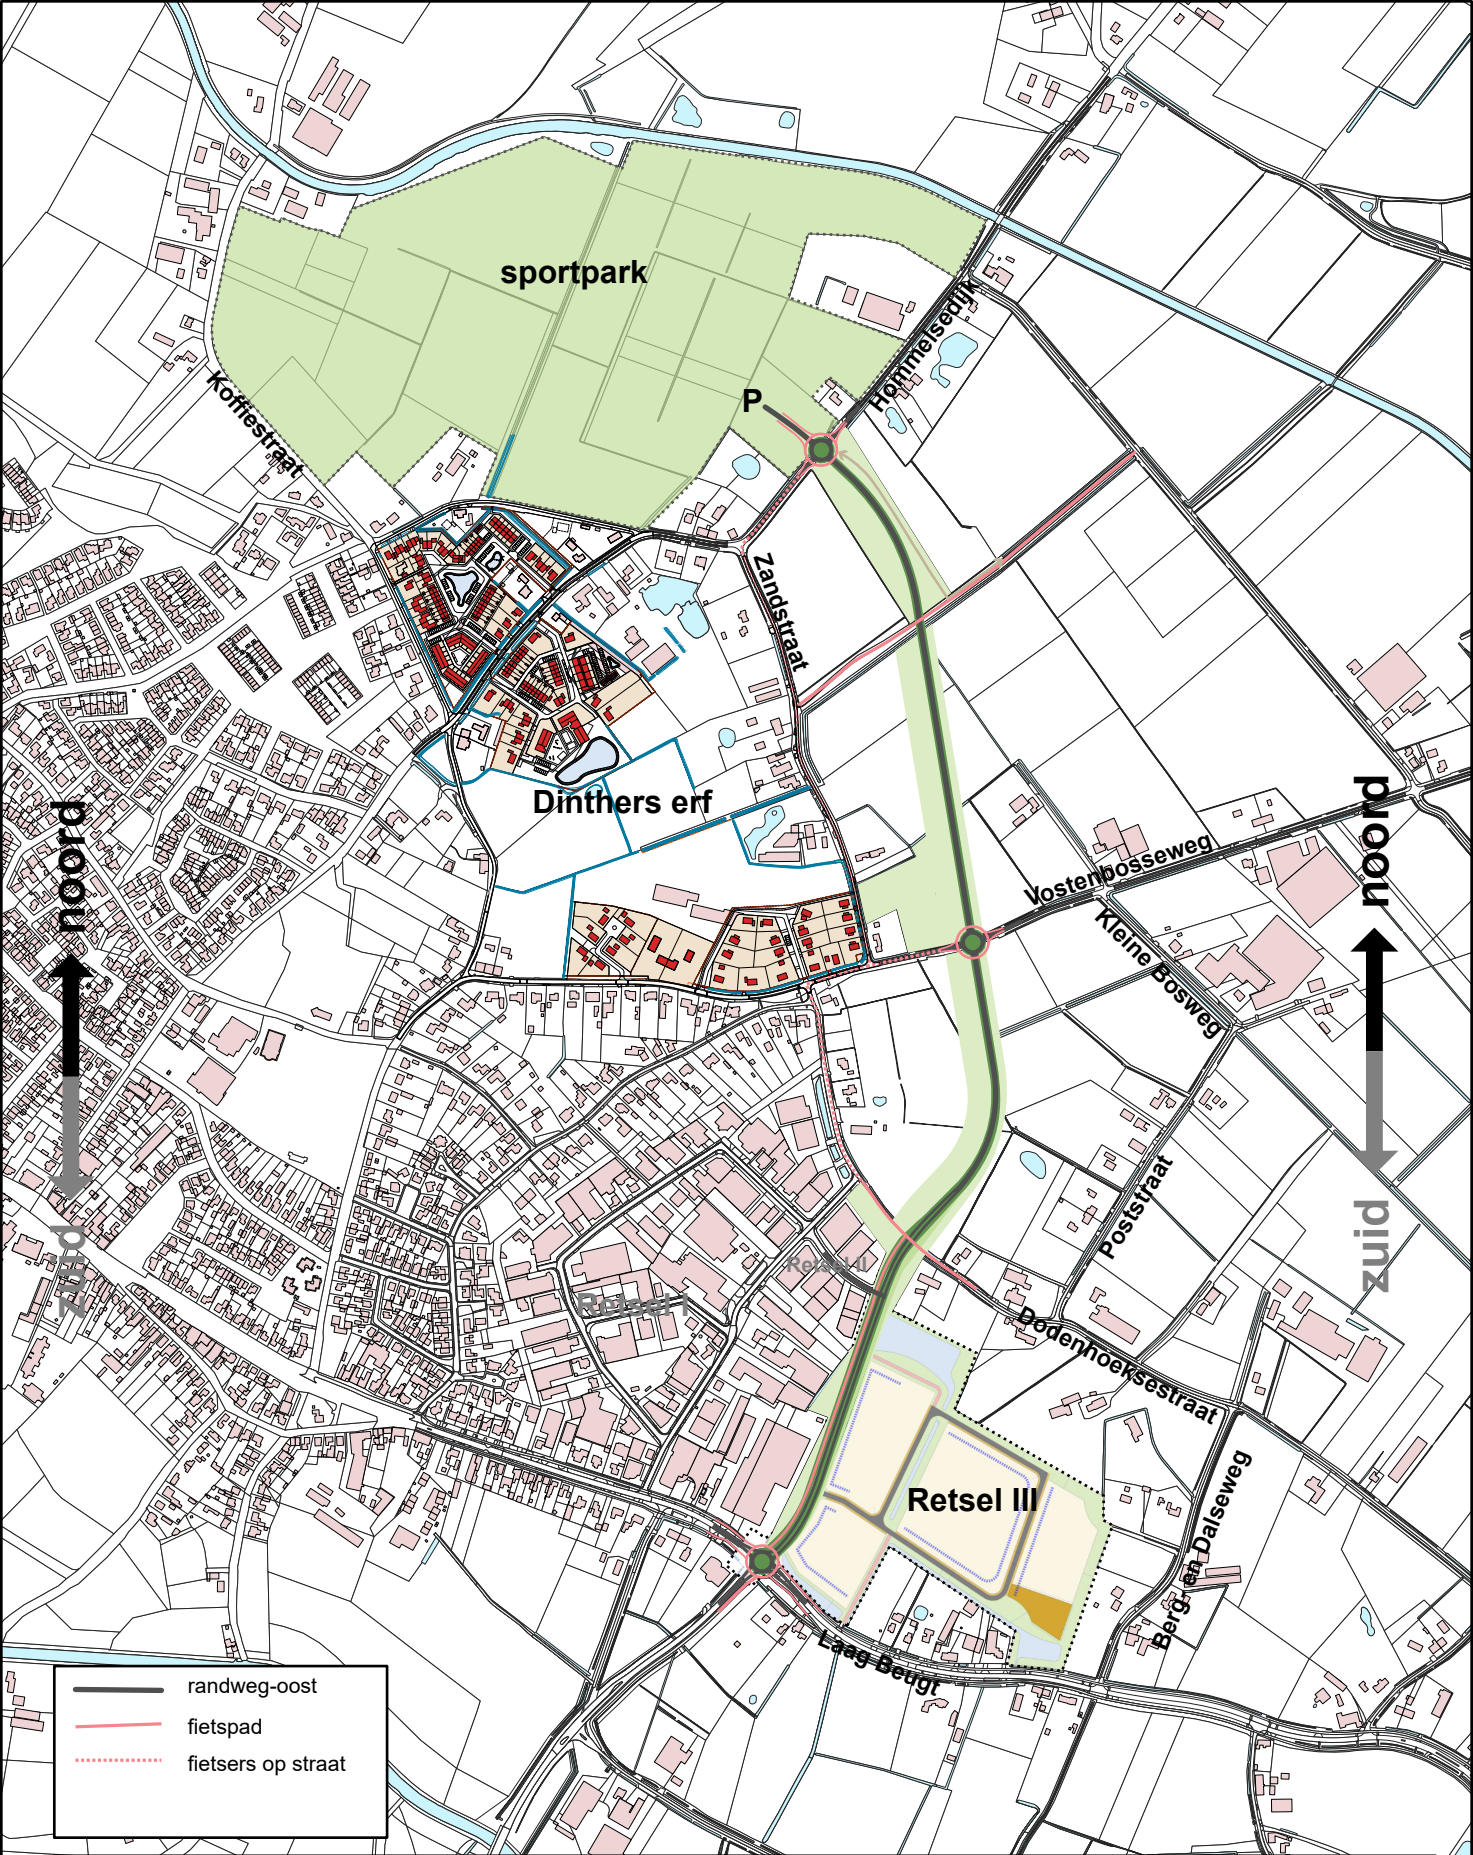 sportpark
Hommelsedijk
Koffiestraat
P
Zandstraat
Dinthers erf
noord
noord
Vostenbosseweg
Kleine Bosweg
Poststraat
zuid
zuid
Retsel II
Retsel I
Dodenhoeksestraat
Retsel III
Berg- en Dalseweg
Laag Beugt
randweg-oost
fietspad
fietsers op straat